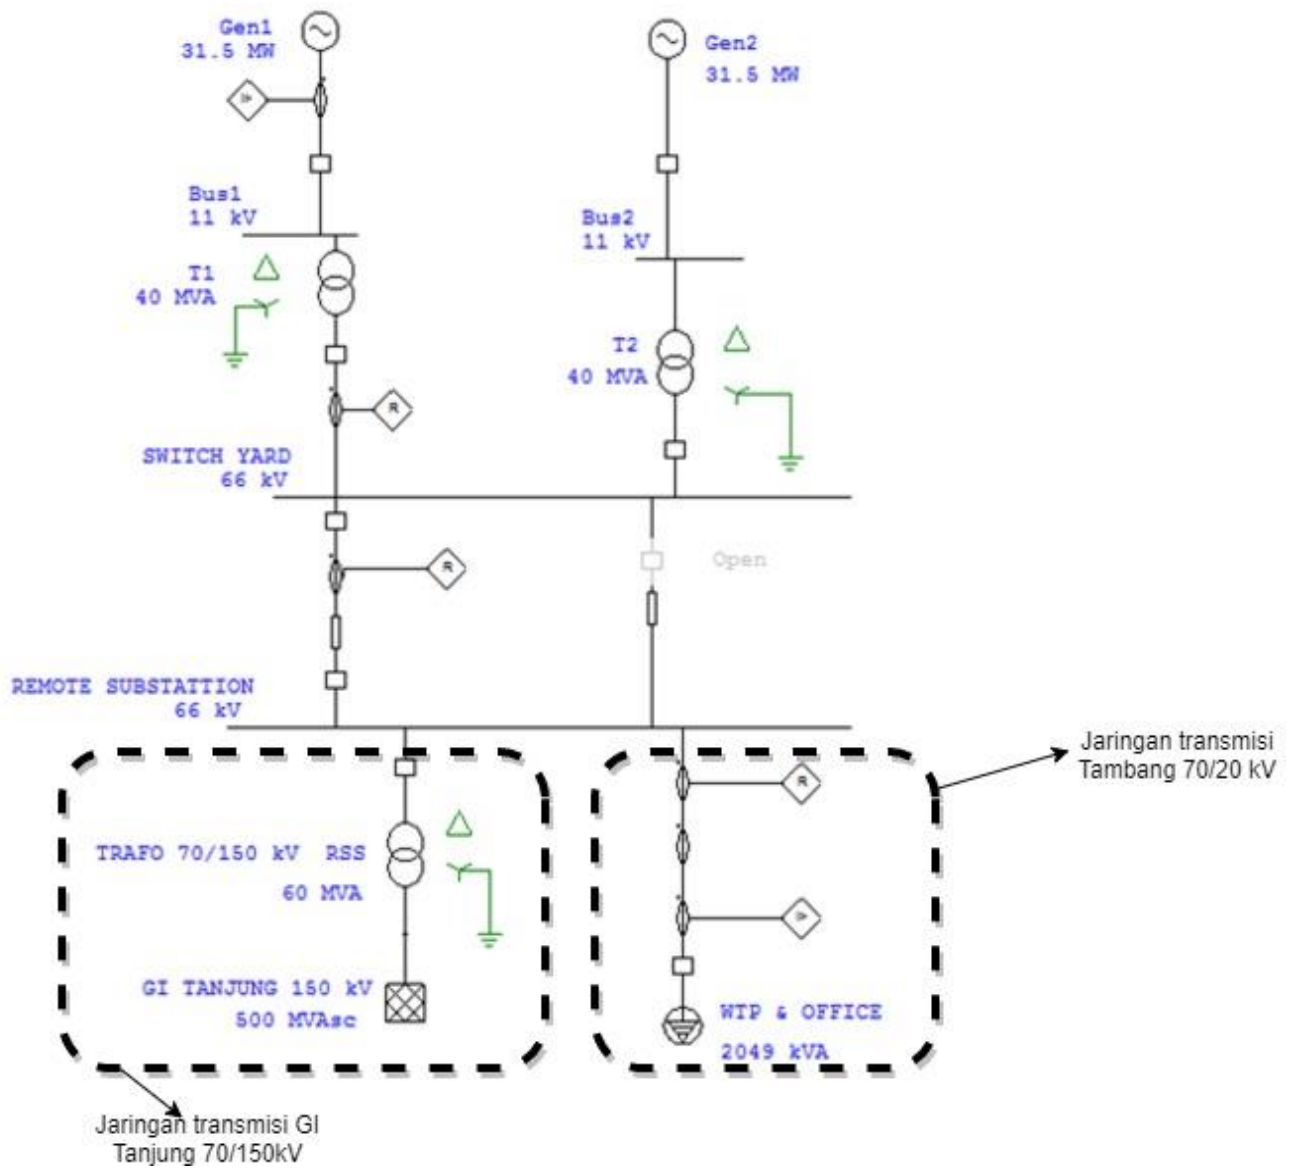 Gen1
31.5 MW
Gen2
31.5 MW
Bus1
11 kV
Bus2
11 kV
T1
40 MVA
T2
40 MVA
SWITCH YARD
66 kV
R
Open
R
REMOTE SUBSTATTION
66 kV
Jaringan transmisi
Tambang 70/20 kV
R
TRAFO 70/150 kV RSS
60 MVA
GI TANJUNG 150 kV
500 MVAsc
WTP & OFFICE
2049 kVA
Jaringan transmisi GI
Tanjung 70/150kV